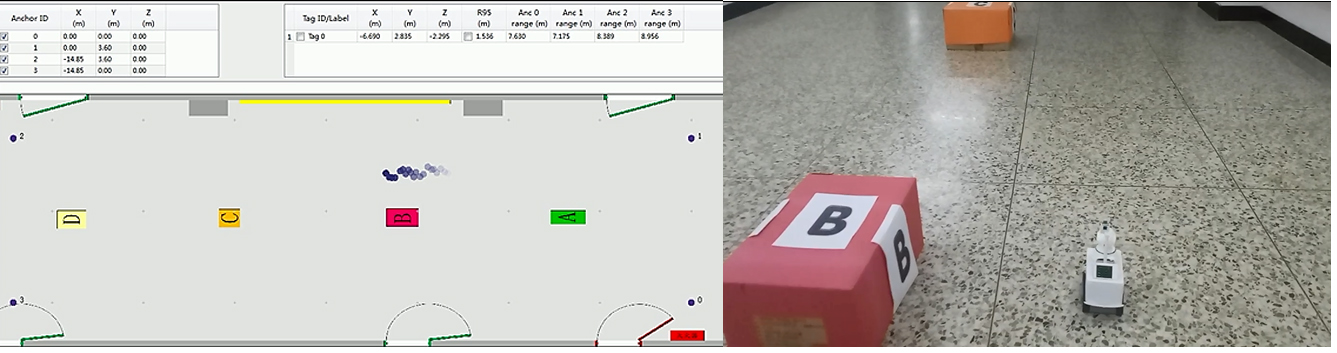 Anchor ID X (m) Y (m) Z (m)
0 0.00 0.00 0.00
1 0.00 3.60 0.00
2 -14.85 3.60 0.00
3 -14.85 0.00 0.00
Tag ID/Label X (m) Y (m) Z (m) R95 (m) Anc 0 range (m) Anc 1 range (m) Anc 2 range (m) Anc 3 range (m)
1 Tag 0 -6.690 2.835 -2.295 1.536 7.630 7.175 8.389 8.956
2
1
D
C
B
A
3
0
B
B